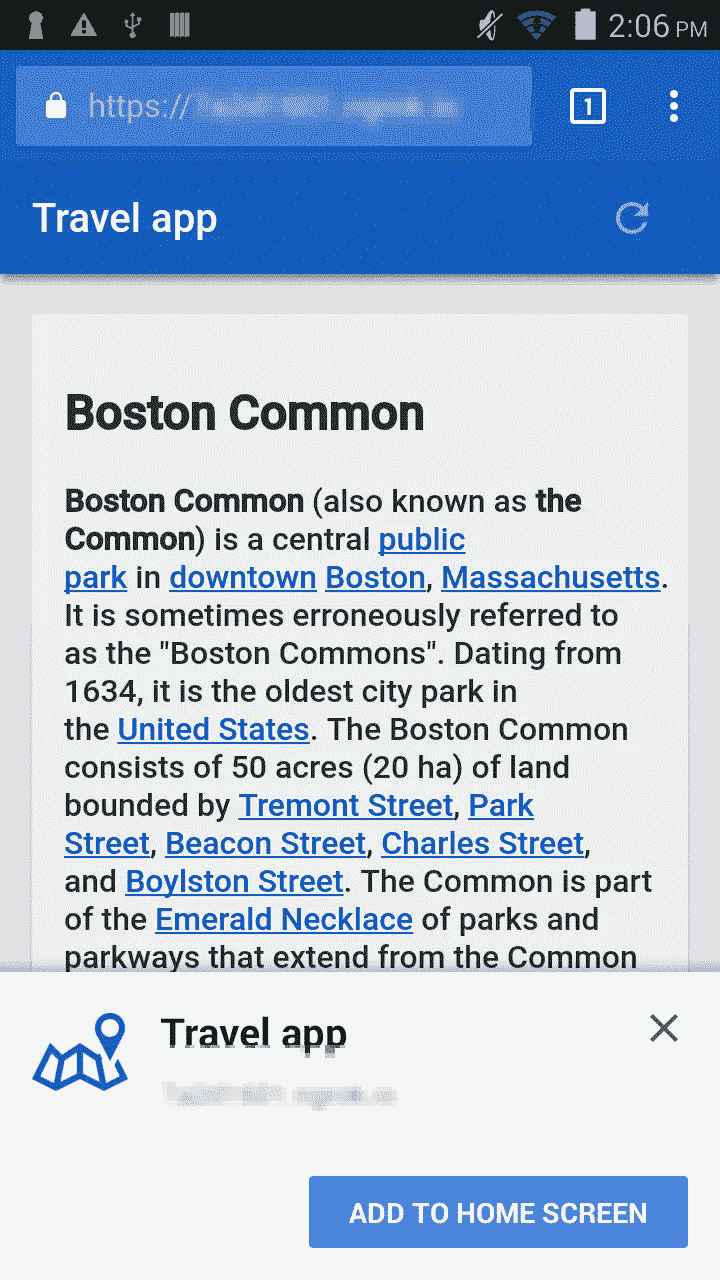 2:06 PM
https://
1
Travel app
Boston Common
Boston Common (also known as the
Common) is a central public
park in downtown Boston, Massachusetts.
It is sometimes erroneously referred to
as the "Boston Commons". Dating from
1634, it is the oldest city park in
the United States. The Boston Common
consists of 50 acres (20 ha) of land
bounded by Tremont Street, Park
Street, Beacon Street, Charles Street,
and Boylston Street. The Common is part
of the Emerald Necklace of parks and
parkways that extend from the Common
Travel app
ADD TO HOME SCREEN